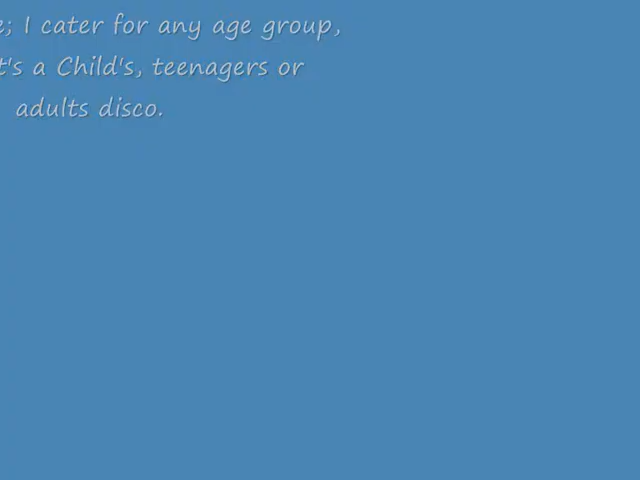 e; I cater for any age group,
t's a Child's, teenagers or
adults disco.